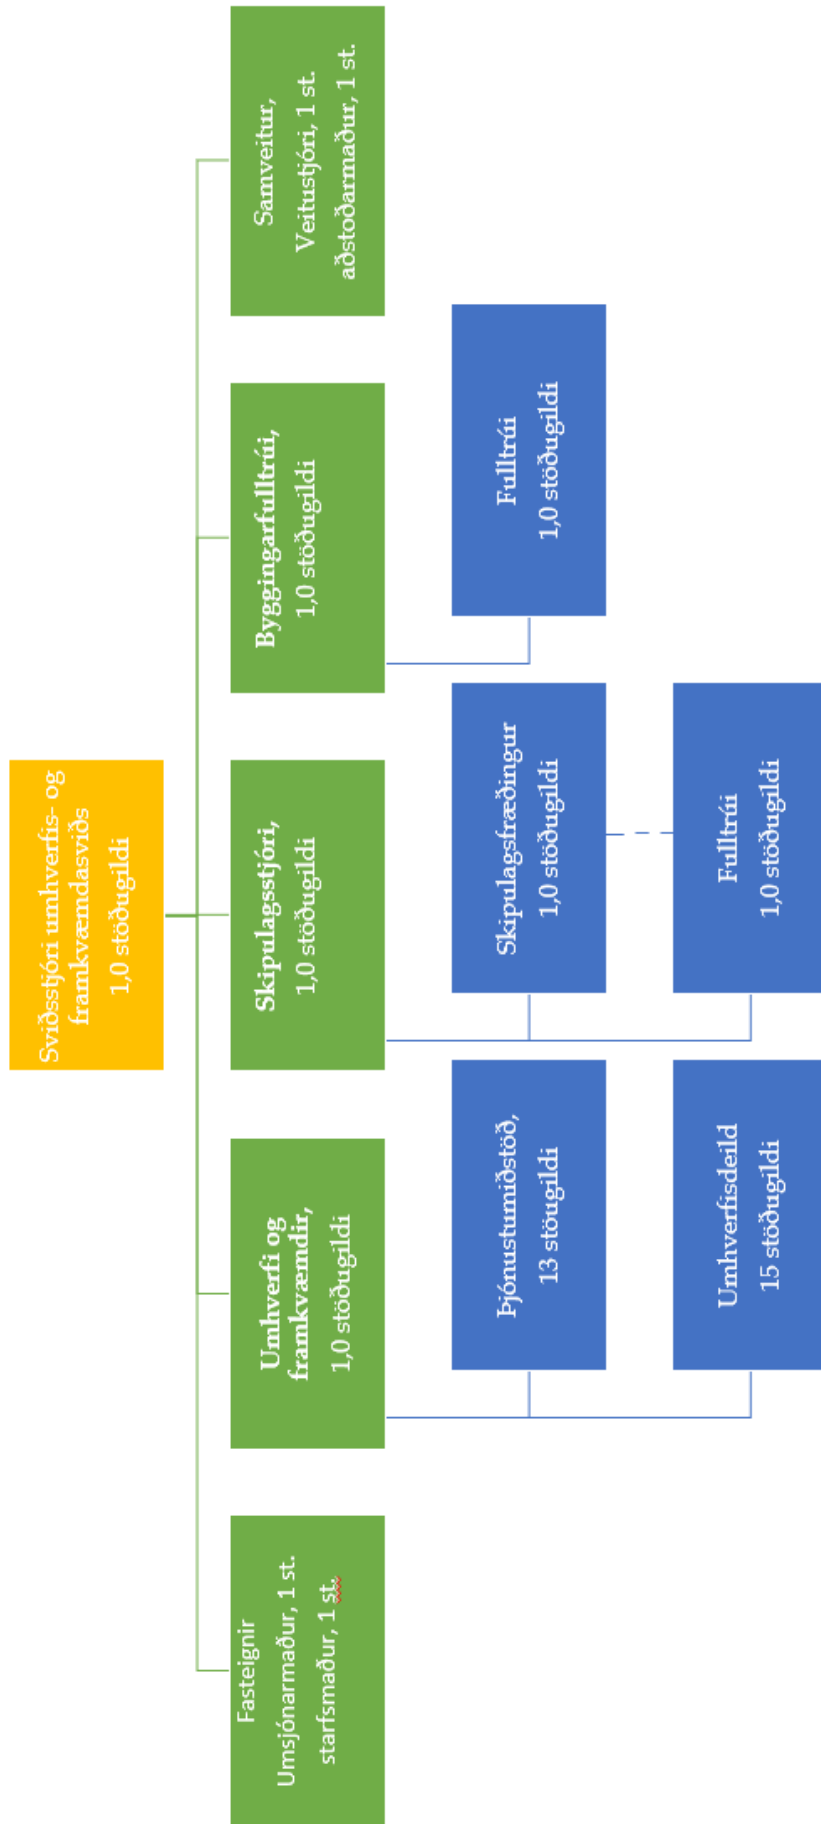 Sviðsstjóri umhverfis- og
framkvæmdasviðs
1,0 stöðugildi
Fasteignir
Umsjónarmaður, 1 st.
starfsmaður, 1 st.
Umhverfi og
framkvæmdir,
1,0 stöðugildi
Skipulagsstjóri,
1,0 stöðugildi
Byggingarfulltrúi,
1,0 stöðugildi
Samveitur,
Veitustjóri, 1 st.
aðstoðarmaður, 1 st.
Þjónustumiðstöð,
13 stöugildi
Skipulagsfræðingur
1,0 stöðugildi
Fulltrúi
1,0 stöðugildi
Umhverfisdeild
15 stöðugildi
Fulltrúi
1,0 stöðugildi